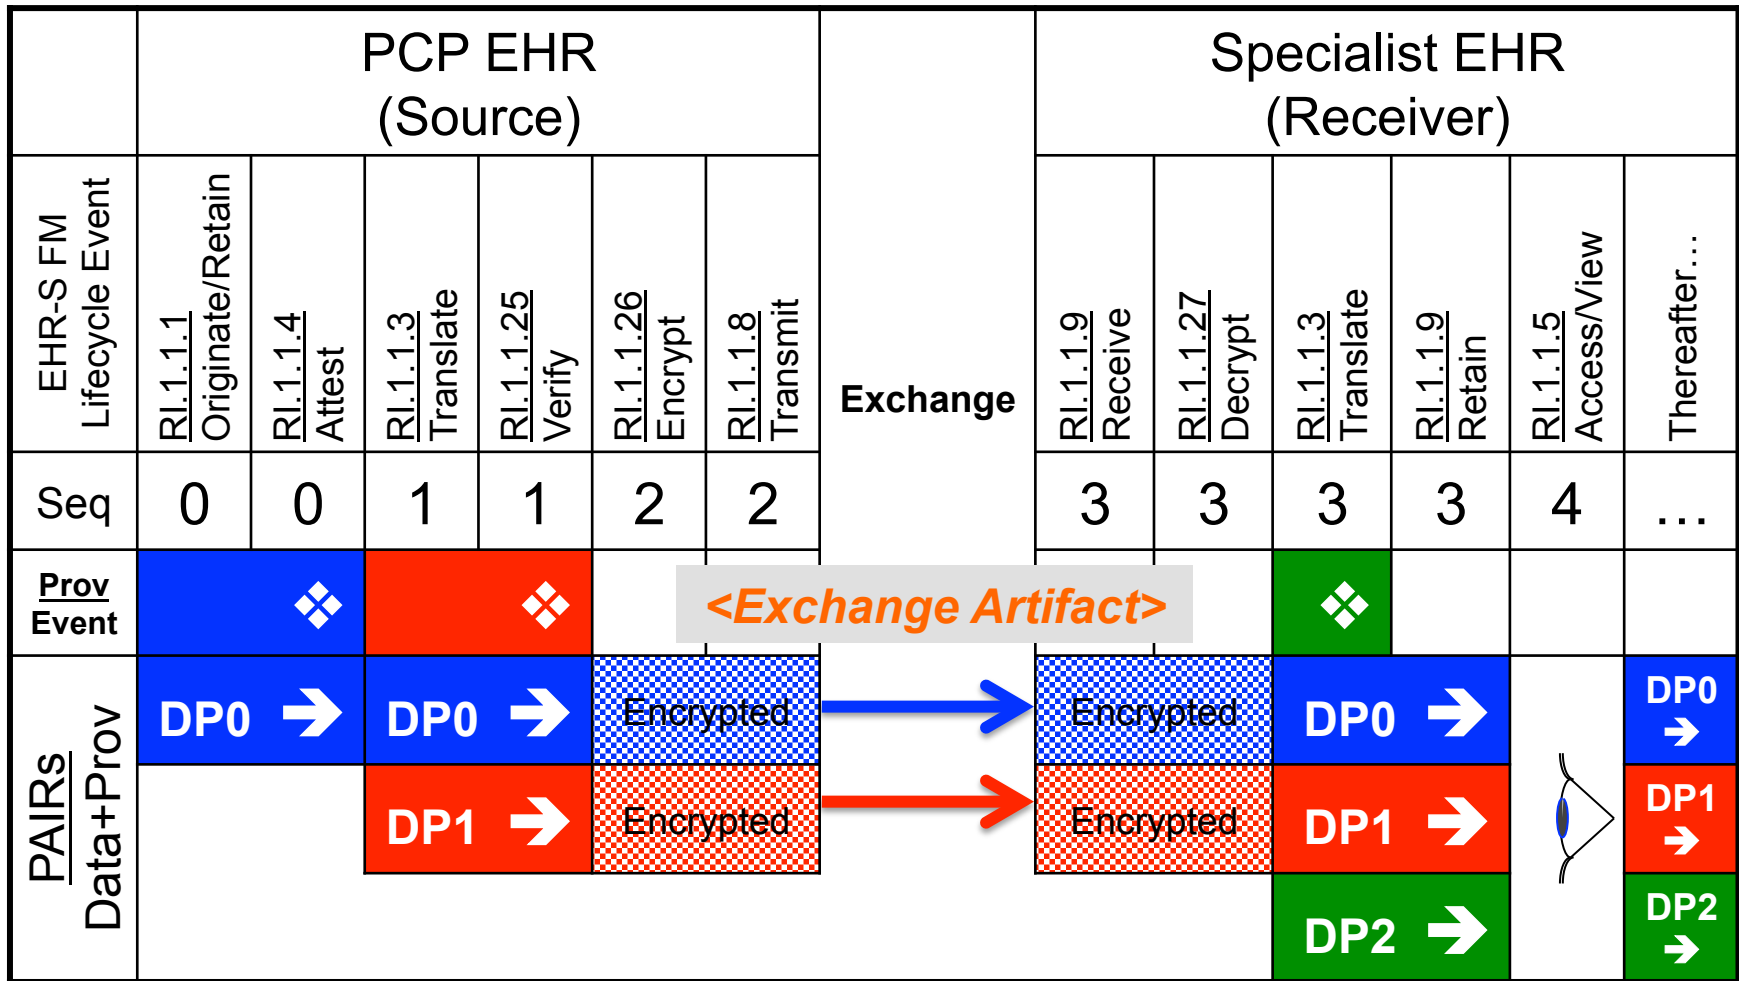 PCP EHR
(Source)
Specialist EHR
(Receiver)
EHR-S FM
Lifecycle Event
RI.1.1.1
Originate/Retain
RI.1.1.4
Attest
RI.1.1.3
Translate
RI.1.1.25
Verify
RI.1.1.26
Encrypt
RI.1.1.8
Transmit
Exchange
RI.1.1.9
Receive
RI.1.1.27
Decrypt
RI.1.1.3
Translate
RI.1.1.9
Retain
RI.1.1.5
Access/View
Thereafter…
Seq
0
0
1
1
2
2
3
3
3
3
4
…
Prov
Event
<Exchange Artifact>
PAIRs
Data+Prov
DP0
DP0
Encrypted
Encrypted
DP0
DP0
DP1
Encrypted
Encrypted
DP1
DP1
DP2
DP2